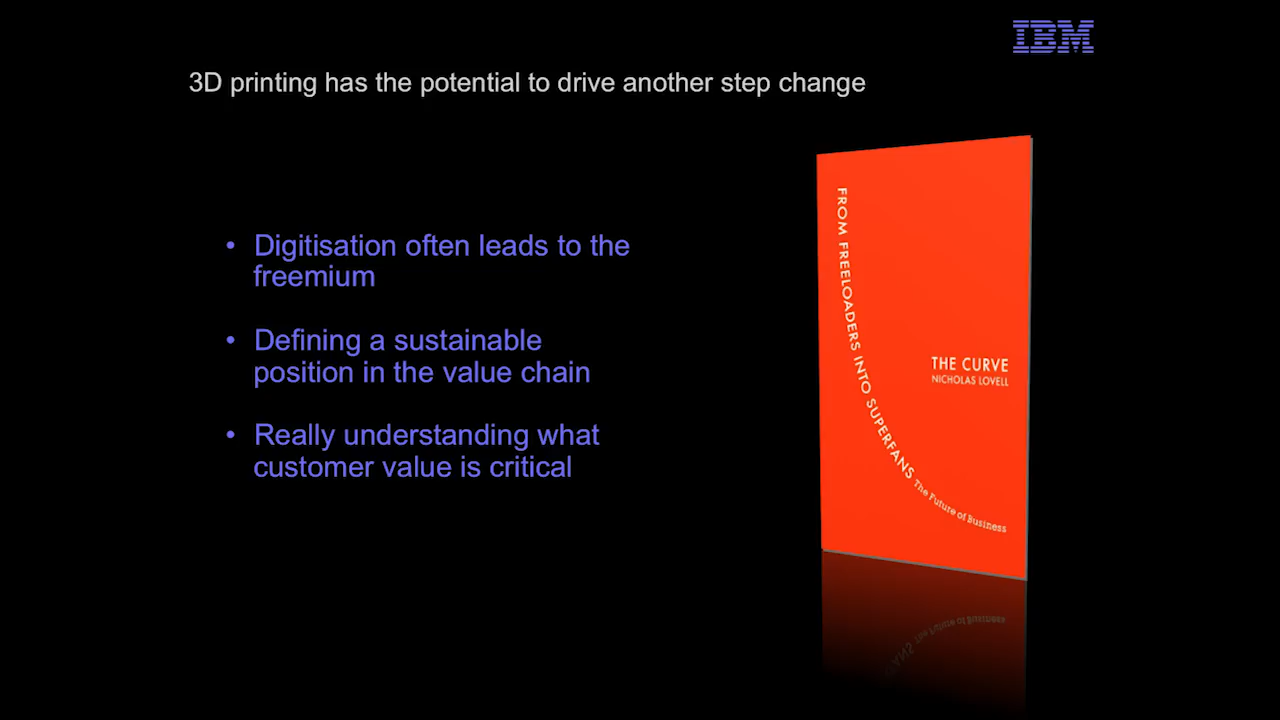 IBM
3D printing has the potential to drive another step change
• Digitisation often leads to the
freemium
• Defining a sustainable
position in the value chain
• Really understanding what
customer value is critical
FROM FREELOADERS INTO SUPERFANS The Future of Business
THE CURVE
NICHOLAS LOVELL